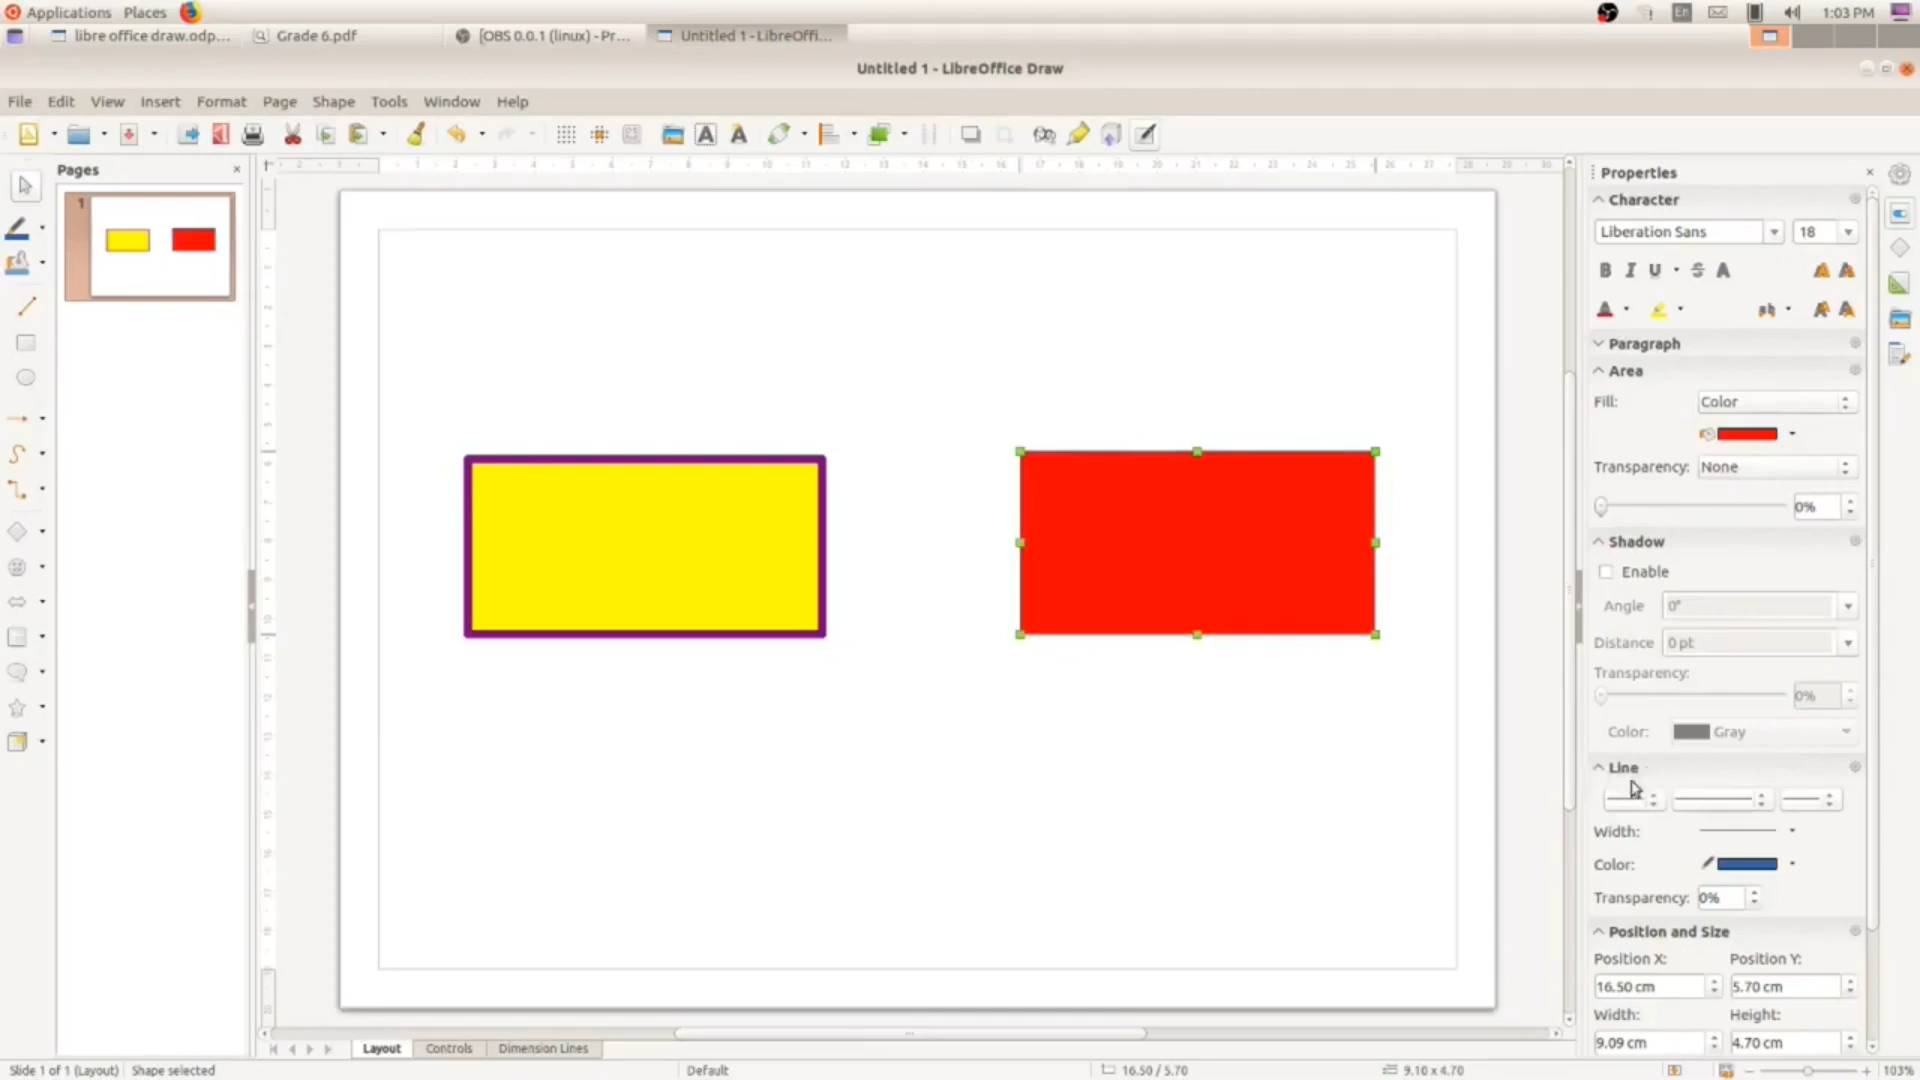 Applications Places En 1:03 PM
libre office draw.odp... Grade 6.pdf [OBS 0.0.1 (linux) - Pr... Untitled 1 - LibreOffi...
Untitled 1 - LibreOffice Draw
File Edit View Insert Format Page Shape Tools Window Help
Pages
1
Properties
Character
Liberation Sans 18
Paragraph
Area
Fill: Color
Transparency: None
0%
Shadow
Enable
Angle 0°
Distance 0 pt
Transparency:
0%
Color: Gray
Line
Width:
Color:
Transparency: 0%
Position and Size
Position X: Position Y:
16.50 cm 5.70 cm
Width: Height:
9.09 cm 4.70 cm
Layout Controls Dimension Lines
Slide 1 of 1 (Layout) Shape selected Default 16.50 / 5.70 9.10 x 4.70 103%